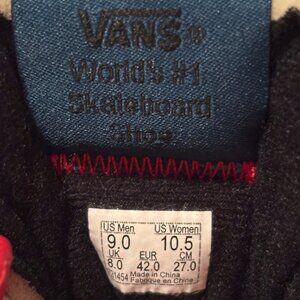 VANS®
World's #1
Skateboard
Shoe
US Men US Women
9.0 10.5
UK EUR CM
8.0 42.0 27.0
Made in China
Fabriqué en Chine